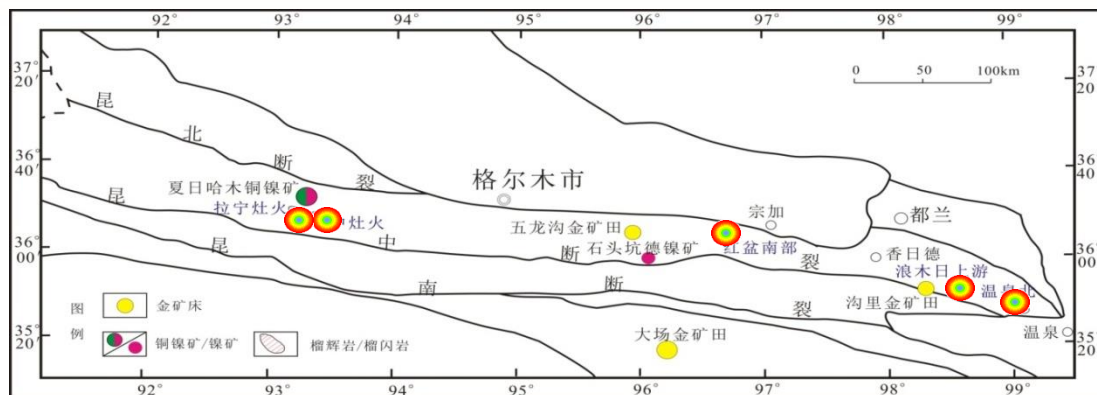 92° 93° 94° 95° 96° 97° 98° 99°
37° 20′
37° 20′
0 50 100km
昆北断裂
36° 40′
36° 40′
格尔木市
夏日哈木铜镍矿
拉宁灶火
灶火
宗加
都兰
五龙沟金矿田
红盆南部
石头坑德镍矿
香日德
昆中断裂
36° 00′
36° 00′
浪木日上游
温泉北
沟里金矿田
昆南断裂
图例
金矿床
铜镍矿/镍矿
榴辉岩/榴闪岩
大场金矿田
温泉
35° 20′
35° 20′
92° 93° 94° 95° 96° 97° 98° 99°